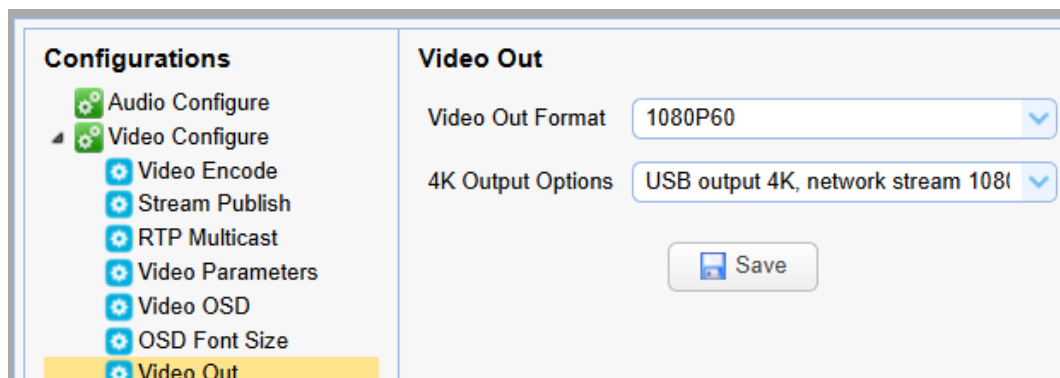 Configurations
Audio Configure
Video Configure
Video Encode
Stream Publish
RTP Multicast
Video Parameters
Video OSD
OSD Font Size
Video Out
Video Out
Video Out Format 1080P60
4K Output Options USB output 4K, network stream 108
Save